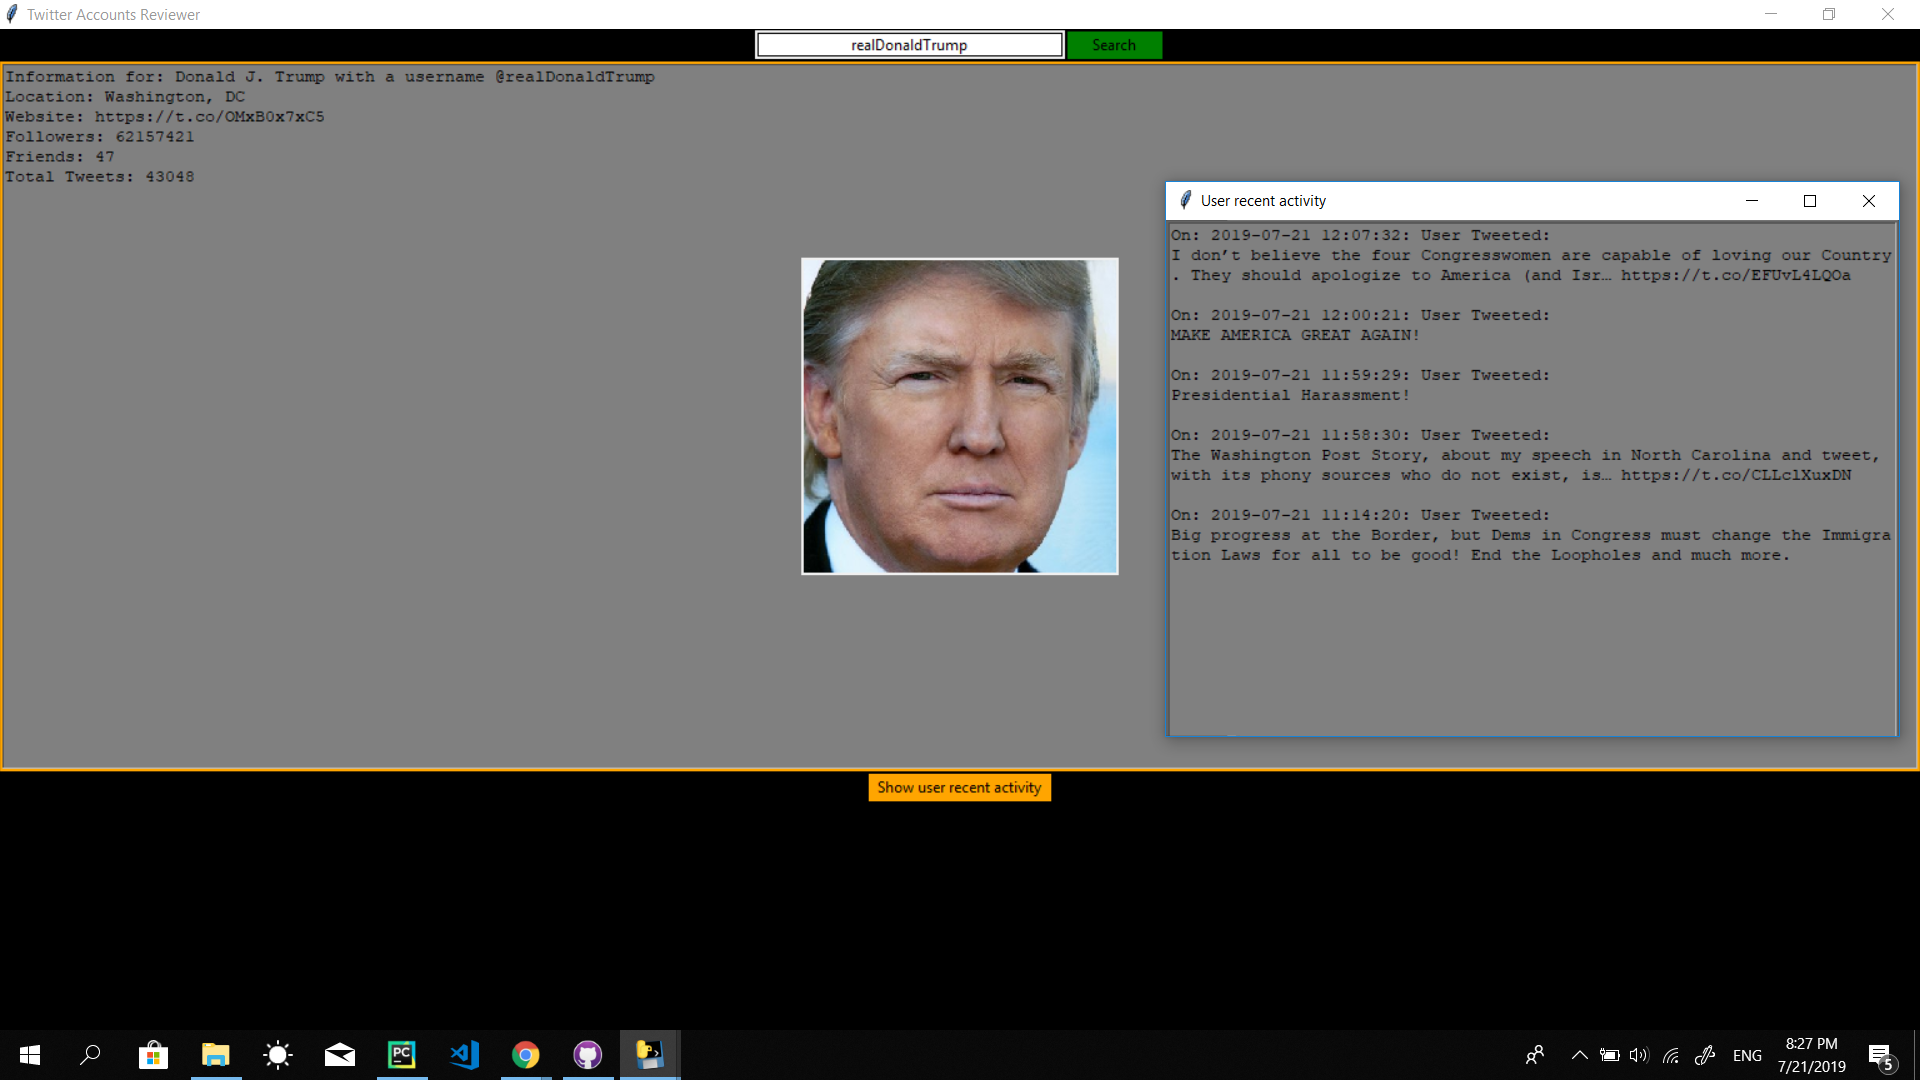 Twitter Accounts Reviewer
realDonaldTrump
Search
Information for: Donald J. Trump with a username @realDonaldTrump
Location: Washington, DC
Website: https://t.co/OMxB0x7xC5
Followers: 62157421
Friends: 47
Total Tweets: 43048
User recent activity
On: 2019-07-21 12:07:32: User Tweeted:
I don’t believe the four Congresswomen are capable of loving our Country
. They should apologize to America (and Isr… https://t.co/EFUvL4LQOa
On: 2019-07-21 12:00:21: User Tweeted:
MAKE AMERICA GREAT AGAIN!
On: 2019-07-21 11:59:29: User Tweeted:
Presidential Harassment!
On: 2019-07-21 11:58:30: User Tweeted:
The Washington Post Story, about my speech in North Carolina and tweet,
with its phony sources who do not exist, is… https://t.co/CLLclXuxDN
On: 2019-07-21 11:14:20: User Tweeted:
Big progress at the Border, but Dems in Congress must change the Immigra
tion Laws for all to be good! End the Loopholes and much more.
Show user recent activity
PC
ENG
8:27 PM
7/21/2019
5